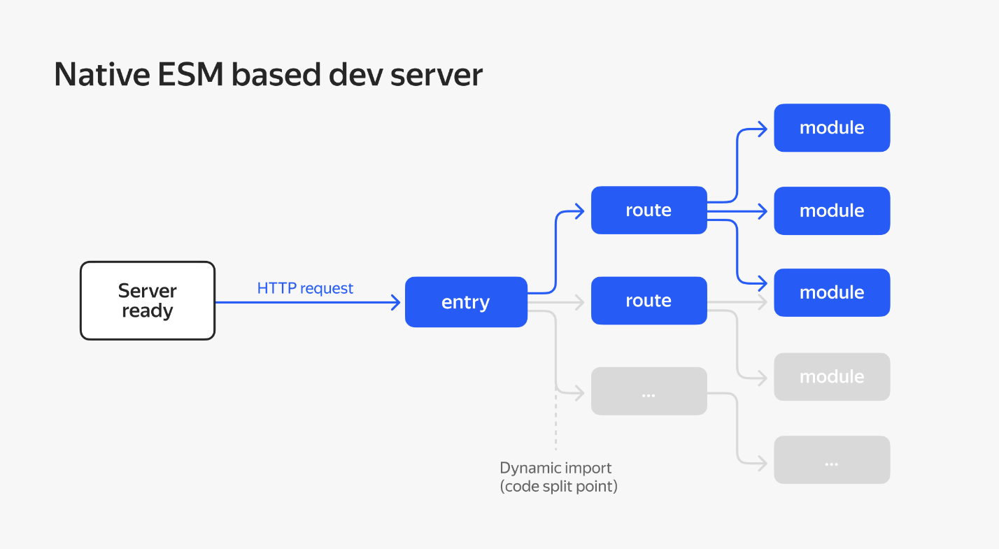 Native ESM based dev server
module
route
module
Server
ready
HTTP request
entry
route
module
...
module
...
Dynamic import
(code split point)